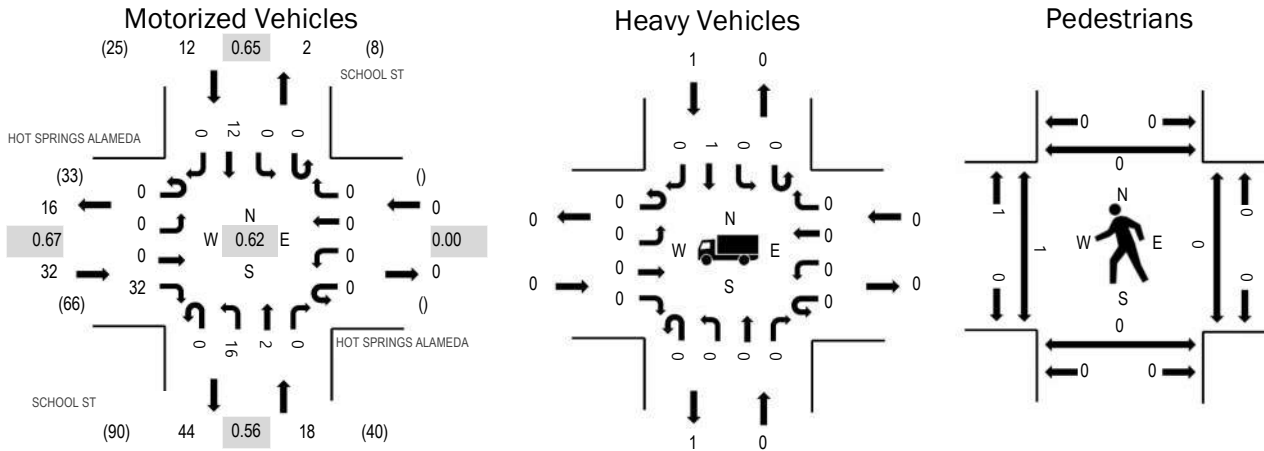 Motorized Vehicles
(25) 12 0.65 2 (8)
SCHOOL ST
HOT SPRINGS ALAMEDA
0 12 0 0
(33) 0 0 ()
16 0 0 0
N
0.67 W 0.62 E 0.00
S
0 0
32 32 0 0
(66) ()
0 16 2 0
HOT SPRINGS ALAMEDA
SCHOOL ST
(90) 44 0.56 18 (40)
Heavy Vehicles
1 0
0 1 0 0
0 0
0 0 0 0
N
W E
S
0 0
0 0 0 0
0 0 0 0
1 0
Pedestrians
0 0
0
1 N 0
W E
1 0
0 S 0
0
0 0